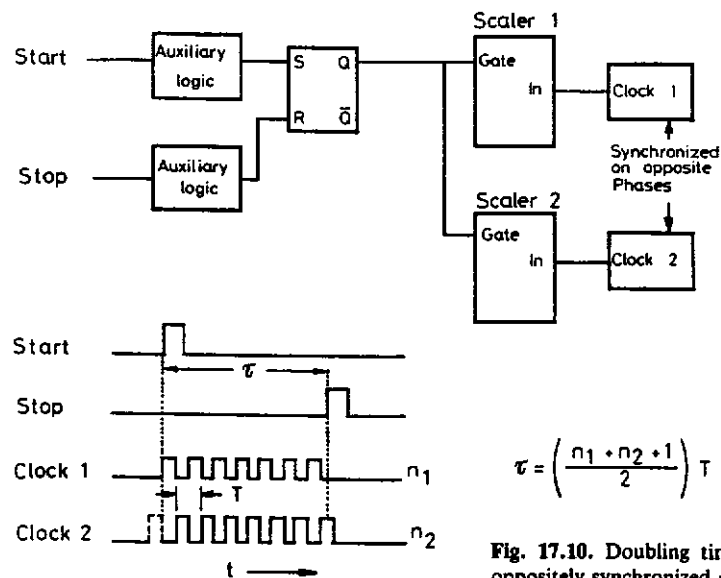 Start
Auxiliary
logic
S Q
R Q̄
Stop
Auxiliary
logic
Scaler 1
Gate
In
Clock 1
Synchronized
on opposite
Phases
Scaler 2
Gate
In
Clock 2
Start
τ
Stop
Clock 1
n₁
T
Clock 2
n₂
t
τ = ( n₁ + n₂ + 1 / 2 ) T
Fig. 17.10. Doubling tin
oppositely synchronized